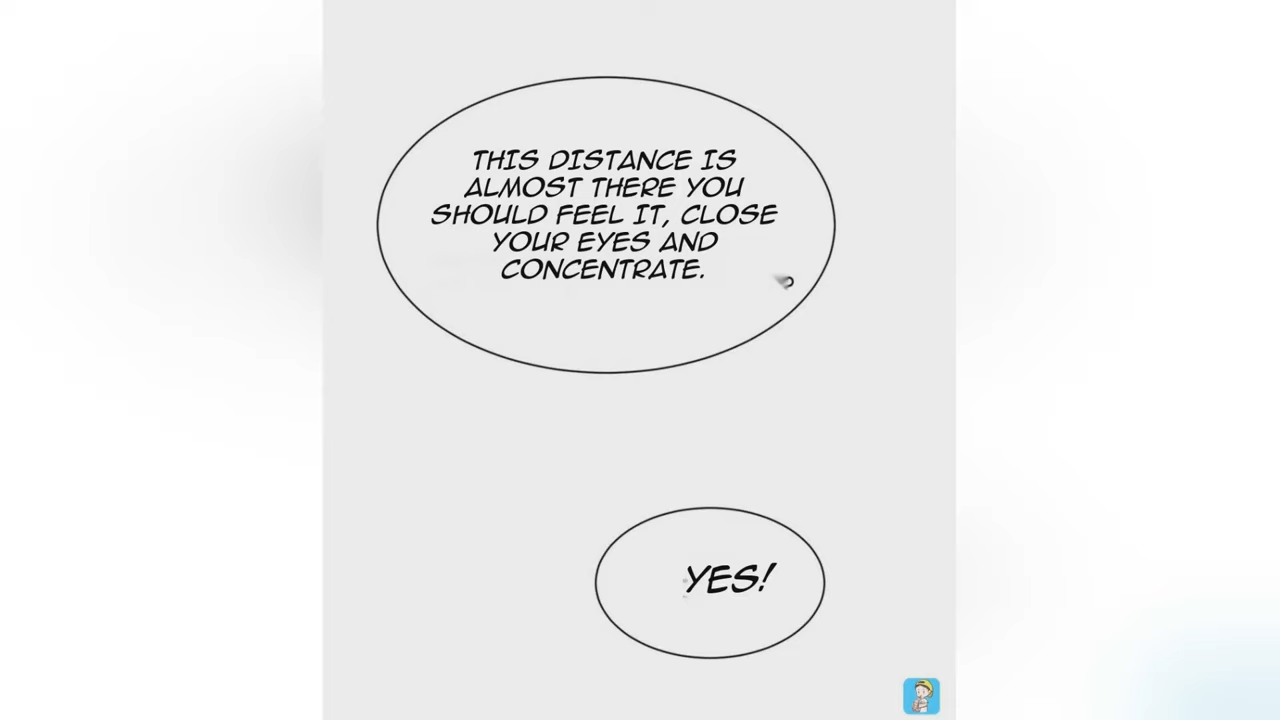 THIS DISTANCE IS
ALMOST THERE YOU
SHOULD FEEL IT, CLOSE
YOUR EYES AND
CONCENTRATE.
YES!